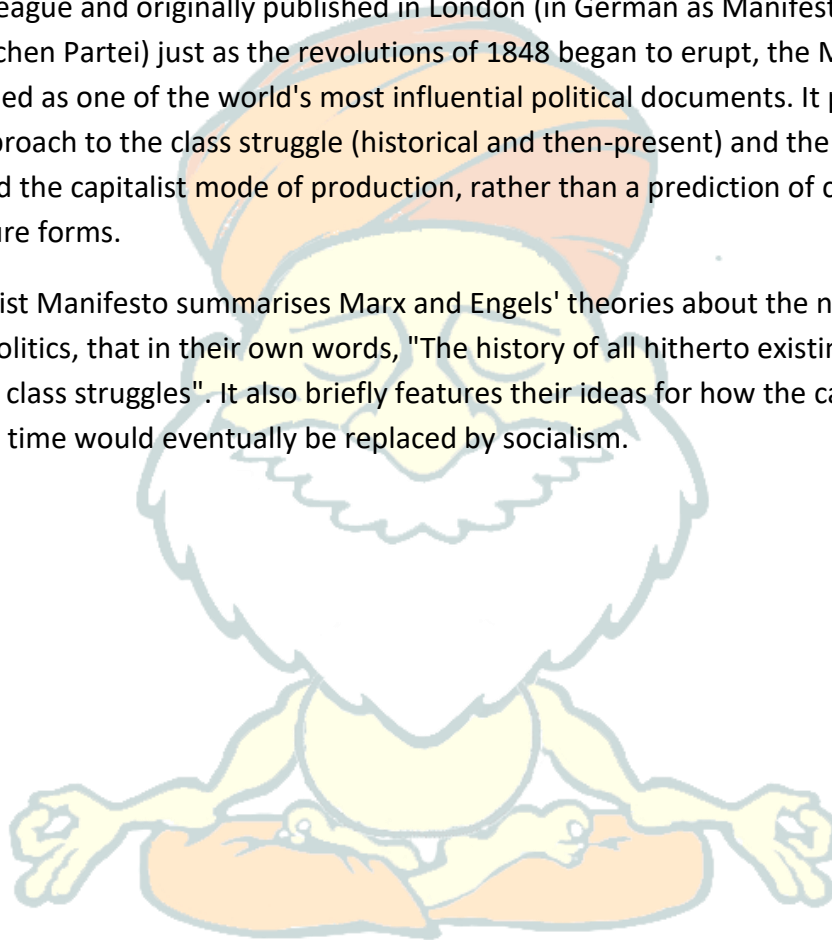 eague and originally published in London (in German as Manifest
chen Partei) just as the revolutions of 1848 began to erupt, the M
ed as one of the world's most influential political documents. It p
proach to the class struggle (historical and then-present) and the
d the capitalist mode of production, rather than a prediction of c
ure forms.
ist Manifesto summarises Marx and Engels' theories about the n
olitics, that in their own words, "The history of all hitherto existin
class struggles". It also briefly features their ideas for how the ca
time would eventually be replaced by socialism.